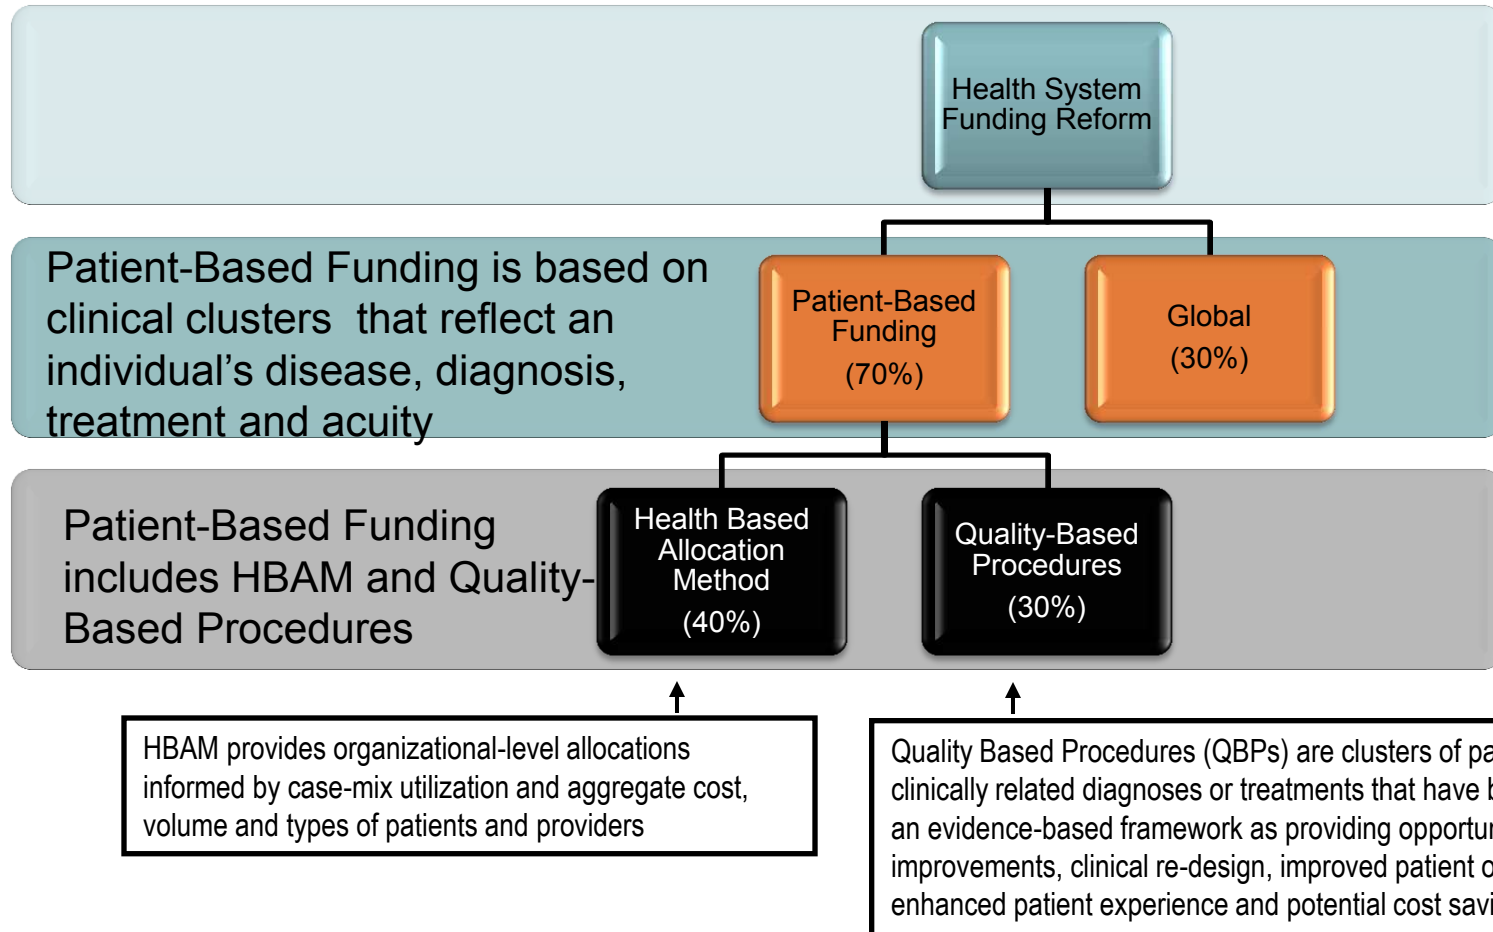 Health System
Funding Reform
Patient-Based Funding is based on
clinical clusters that reflect an
individual’s disease, diagnosis,
treatment and acuity
Patient-Based
Funding
(70%)
Global
(30%)
Patient-Based Funding
includes HBAM and Quality-
Based Procedures
Health Based
Allocation
Method
(40%)
Quality-Based
Procedures
(30%)
HBAM provides organizational-level allocations
informed by case-mix utilization and aggregate cost,
volume and types of patients and providers
Quality Based Procedures (QBPs) are clusters of
clinically related diagnoses or treatments that have
an evidence-based framework as providing
improvements, clinical re-design, improved patient
enhanced patient experience and potential cost